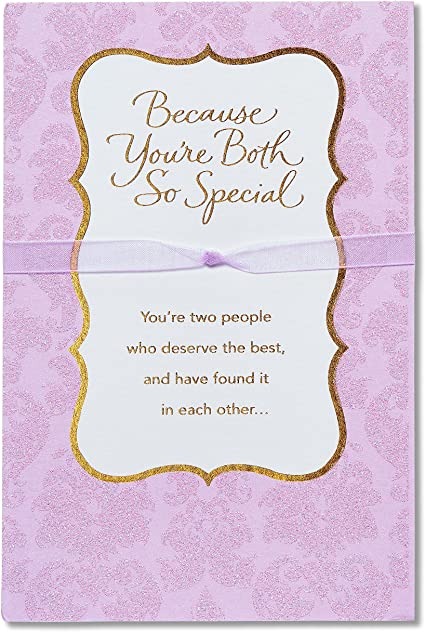 Because
You're Both
So Special
You're two people
who deserve the best,
and have found it
in each other...